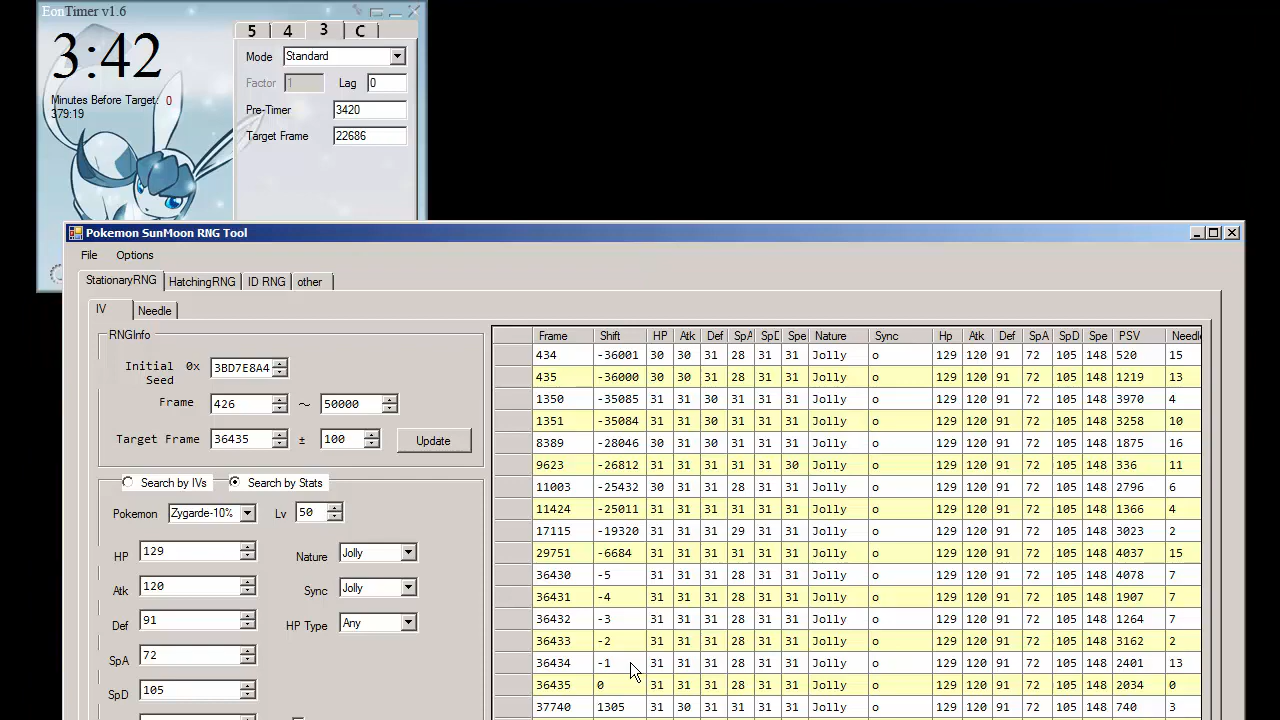 EonTimer v1.6
5 4 3 C
3:42
Mode Standard
Minutes Before Target: 0
379:19
Factor 1 Lag 0
Pre-Timer 3420
Target Frame 22686
Pokemon SunMoon RNG Tool
File Options
StationaryRNG HatchingRNG ID RNG other
IV Needle
RNGInfo
Initial 0x 3BD7E8A4
Seed
Frame 426 ~ 50000
Target Frame 36435 ± 100 Update
Search by IVs Search by Stats
Pokemon Zygarde-10% Lv 50
HP 129 Nature Jolly
Atk 120 Sync Jolly
Def 91 HP Type Any
SpA 72
SpD 105
Frame Shift HP Atk Def SpA SpD Spe Nature Sync Hp Atk Def SpA SpD Spe PSV Needle
434 -36001 30 30 31 28 31 31 Jolly o 129 120 91 72 105 148 520 15
435 -36000 30 30 31 28 31 31 Jolly o 129 120 91 72 105 148 1219 13
1350 -35085 31 31 30 31 31 31 Jolly o 129 120 91 72 105 148 3970 4
1351 -35084 31 31 30 31 31 31 Jolly o 129 120 91 72 105 148 3258 10
8389 -28046 31 30 31 30 31 31 Jolly o 129 120 91 72 105 148 1875 16
9623 -26812 31 31 31 31 31 30 Jolly o 129 120 91 72 105 148 336 11
11003 -25432 30 31 31 28 31 31 Jolly o 129 120 91 72 105 148 2796 6
11424 -25011 31 31 31 31 31 31 Jolly o 129 120 91 72 105 148 1366 4
17115 -19320 31 31 31 29 31 31 Jolly o 129 120 91 72 105 148 3023 2
29751 -6684 31 31 31 31 31 31 Jolly o 129 120 91 72 105 148 4037 15
36430 -5 31 31 31 28 31 31 Jolly o 129 120 91 72 105 148 4078 7
36431 -4 31 31 31 28 31 31 Jolly o 129 120 91 72 105 148 1907 7
36432 -3 31 31 31 28 31 31 Jolly o 129 120 91 72 105 148 1264 7
36433 -2 31 31 31 28 31 31 Jolly o 129 120 91 72 105 148 3162 2
36434 -1 31 31 31 28 31 31 Jolly o 129 120 91 72 105 148 2401 13
36435 0 31 31 31 28 31 31 Jolly o 129 120 91 72 105 148 2034 0
37740 1305 31 30 31 31 31 31 Jolly o 129 120 91 72 105 148 740 3